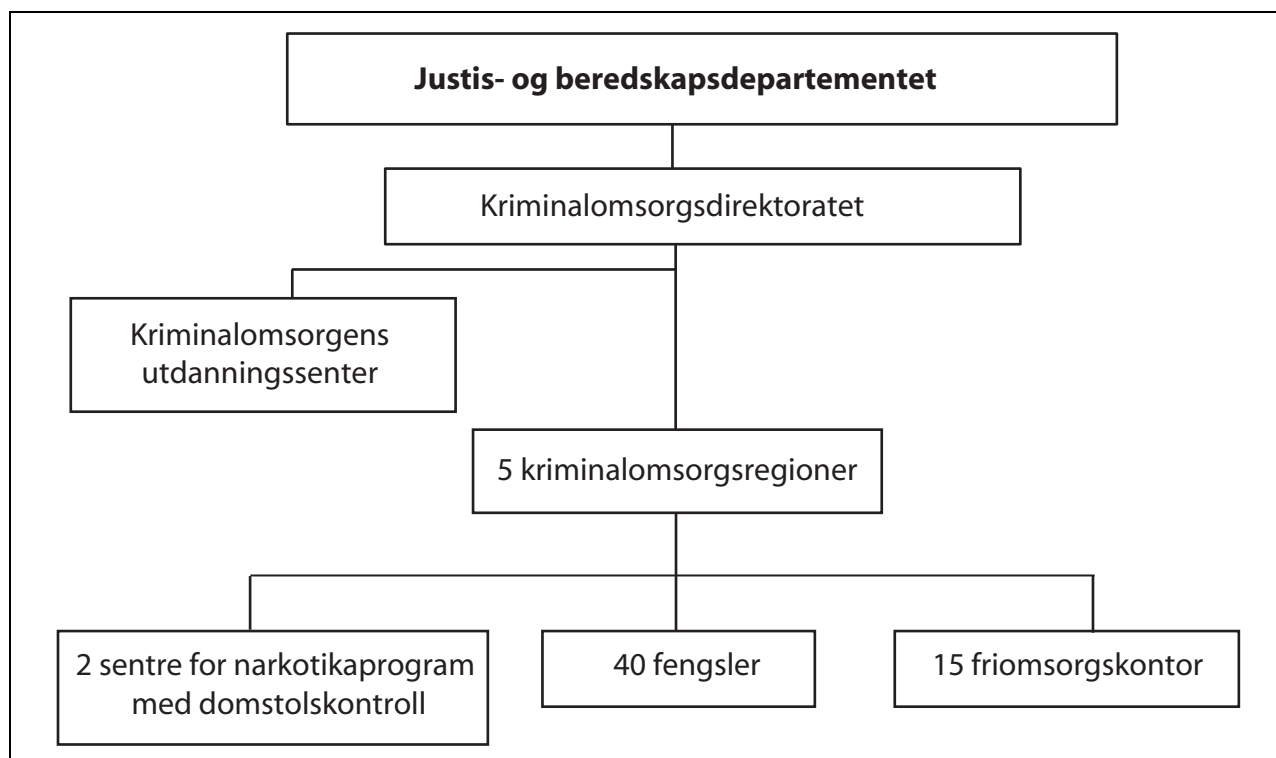 Justis- og beredskapsdepartementet
Kriminalomsorgsdirektoratet
Kriminalomsorgens
utdanningssenter
5 kriminalomsorgsregioner
2 sentre for narkotikaprogram
med domstolskontroll
40 fengsler
15 friomsorgskontor